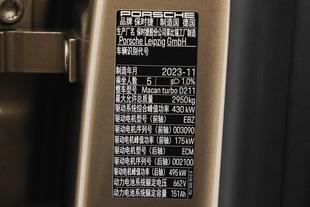 PORSCHE
品牌 保时捷 制造国 德国
生产厂名 保时捷股份公司莱比锡工厂制造
Porsche Leipzig GmbH
车辆识别代号
制造年月 2023-11
乘坐人数 5 1,0%
整车型号 Macan turbo D211
最大允许总质量 2950kg
驱动系统综合峰值功率 430 kW
驱动电机型号（前轴） EBZ
驱动电机序列号（前轴） 003090
驱动电机峰值功率（前轴） 175kW
驱动电机型号（后轴） ECM
驱动电机序列号（后轴） 002100
驱动电机峰值功率（后轴） 495kW
动力电池系统额定电压 662V
动力电池系统额定容量 151Ah